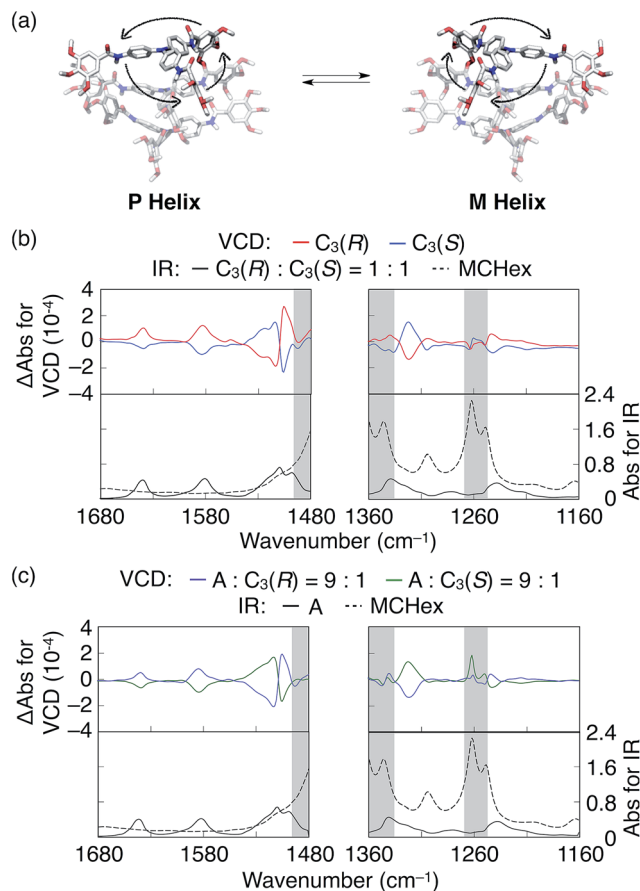 (a)
P Helix
M Helix
(b)
VCD: C₃(R) C₃(S)
IR: C₃(R) : C₃(S) = 1 : 1 MCHex
ΔAbs for
VCD (10⁻⁴)
4
2
0
−2
−4
2.4
1.6
0.8
0
Abs for IR
1680 1580 1480 1360 1260 1160
Wavenumber (cm⁻¹)
(c)
VCD: A : C₃(R) = 9 : 1 A : C₃(S) = 9 : 1
IR: A MCHex
ΔAbs for
VCD (10⁻⁴)
4
2
0
−2
−4
2.4
1.6
0.8
0
Abs for IR
1680 1580 1480 1360 1260 1160
Wavenumber (cm⁻¹)